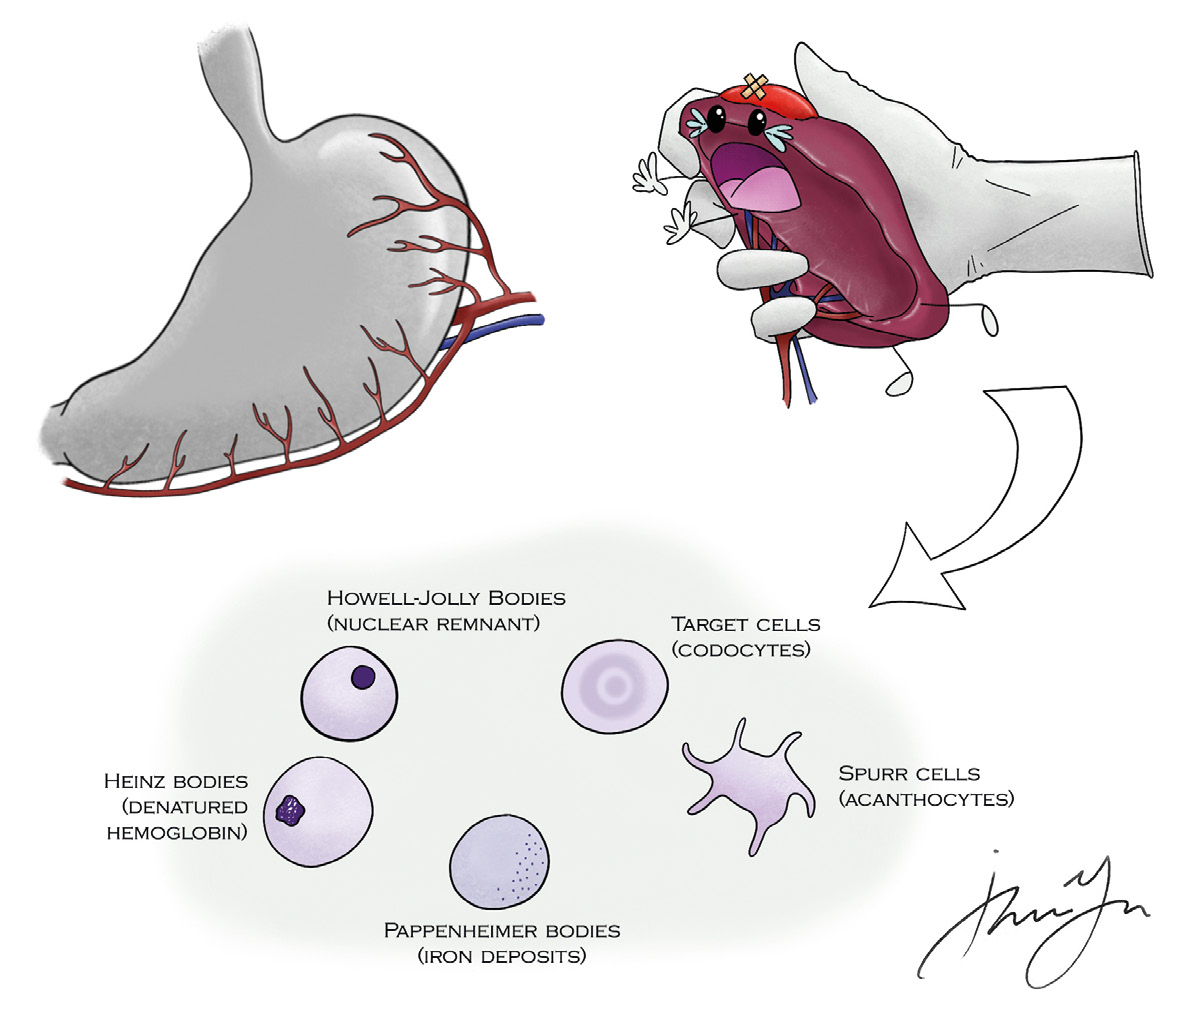 HOWELL-JOLLY BODIES
(NUCLEAR REMNANT)
TARGET CELLS
(CODOCYTES)
HEINZ BODIES
(DENATURED
HEMOGLOBIN)
SPURR CELLS
(ACANTHOCYTES)
PAPPENHEIMER BODIES
(IRON DEPOSITS)